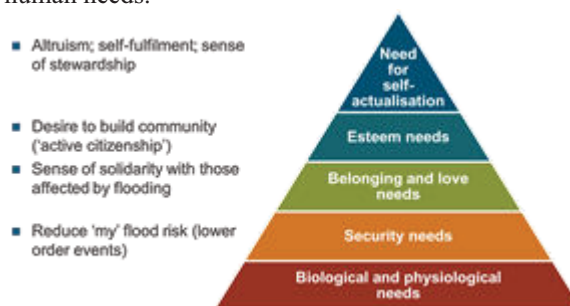 human needs.
Altruism; self-fulfilment; sense
of stewardship
Desire to build community
('active citizenship')
Sense of solidarity with those
affected by flooding
Reduce 'my' flood risk (lower
order events)
Need
for
self-
actualisation
Esteem needs
Belonging and love
needs
Security needs
Biological and physiological
needs